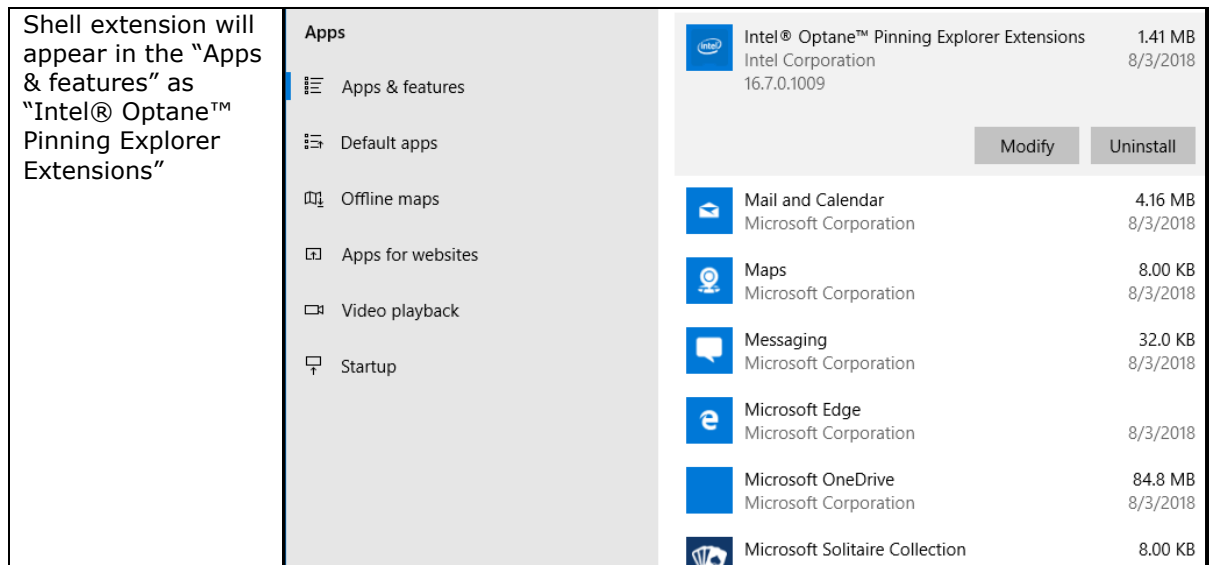 Shell extension will
appear in the “Apps
& features” as
“Intel® Optane™
Pinning Explorer
Extensions”
Apps
Apps & features
Default apps
Offline maps
Apps for websites
Video playback
Startup
intel
Intel® Optane™ Pinning Explorer Extensions 1.41 MB
Intel Corporation 8/3/2018
16.7.0.1009
Modify Uninstall
Mail and Calendar 4.16 MB
Microsoft Corporation 8/3/2018
Maps 8.00 KB
Microsoft Corporation 8/3/2018
Messaging 32.0 KB
Microsoft Corporation 8/3/2018
Microsoft Edge
Microsoft Corporation 8/3/2018
Microsoft OneDrive 84.8 MB
Microsoft Corporation 8/3/2018
Microsoft Solitaire Collection 8.00 KB